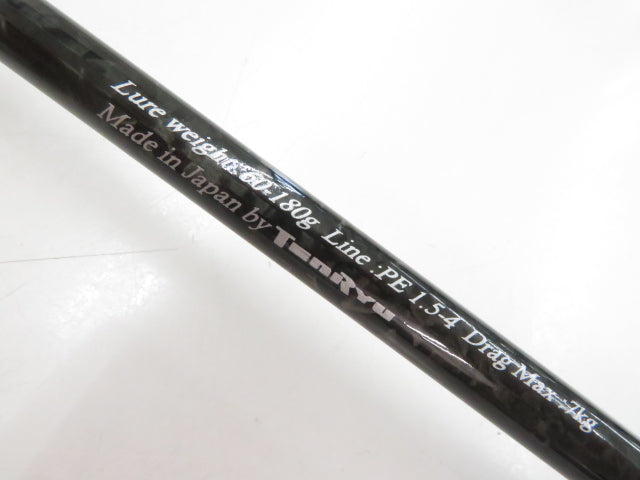 Lure weight:60-180g Line :PE 1.5-4 Drag Max 7kg
Made in Japan by TenRyu